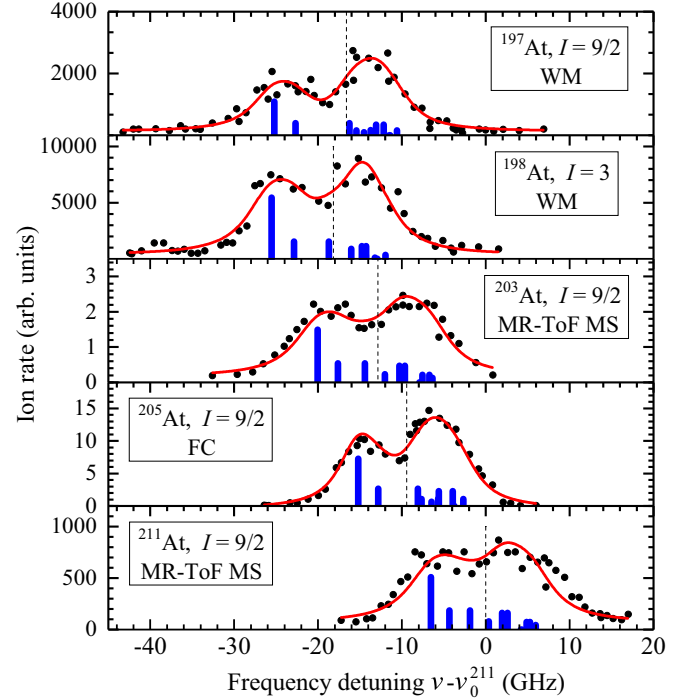 4000
2000
0
¹⁹⁷At, I = 9/2
WM
10000
5000
0
¹⁹⁸At, I = 3
WM
3
2
1
0
²⁰³At, I = 9/2
MR-ToF MS
15
10
5
0
²⁰⁵At, I = 9/2
FC
1000
500
0
²¹¹At, I = 9/2
MR-ToF MS
Ion rate (arb. units)
-40 -30 -20 -10 0 10 20
Frequency detuning ν-ν₀²¹¹ (GHz)